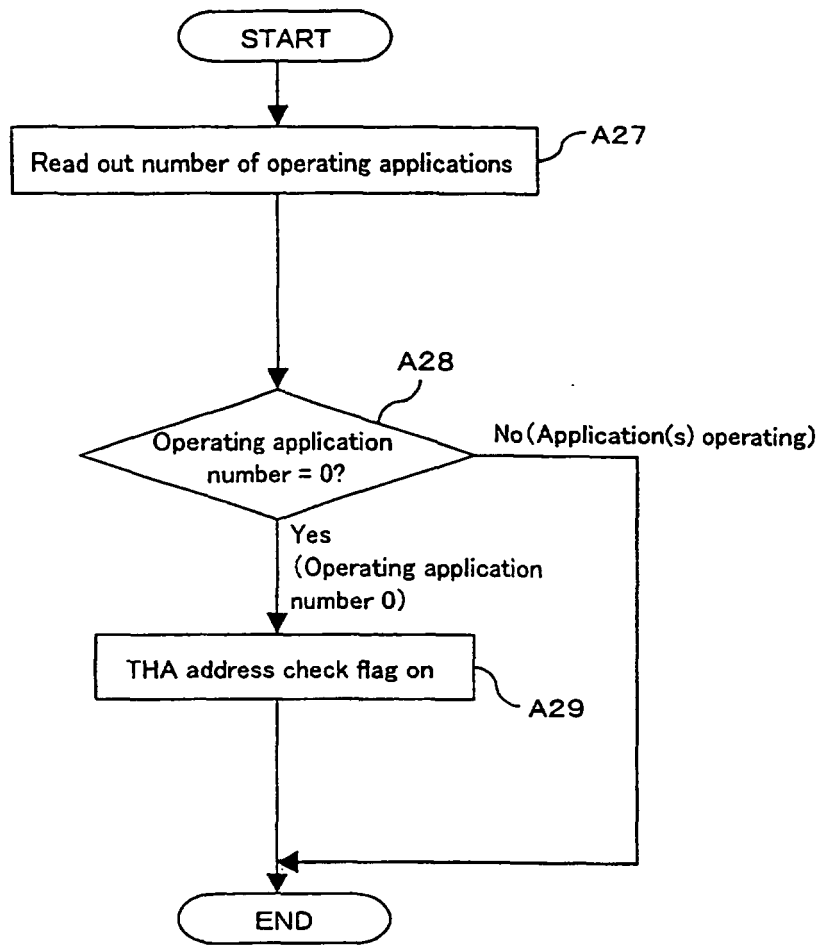 START
Read out number of operating applications
A27
A28
Operating application
number = 0?
No(Application(s) operating)
Yes
(Operating application
number 0)
THA address check flag on
A29
END